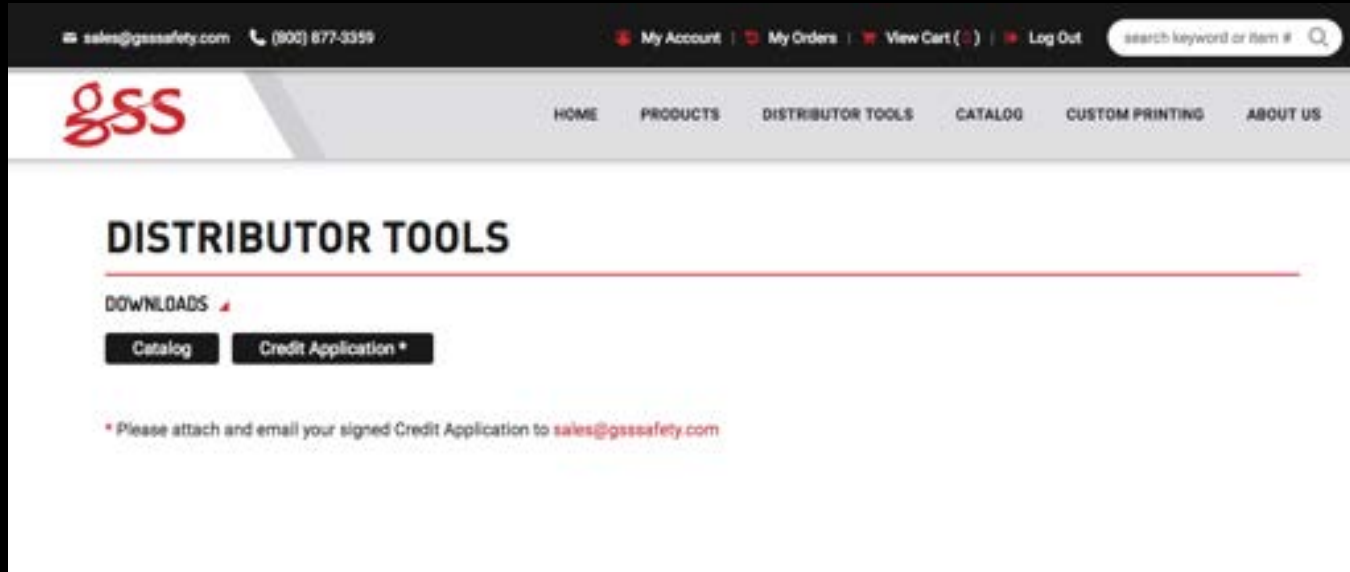 sales@gsssafety.com (800) 877-3359 My Account | My Orders | View Cart ( ) | Log Out search keyword or item #
gss HOME PRODUCTS DISTRIBUTOR TOOLS CATALOG CUSTOM PRINTING ABOUT US
DISTRIBUTOR TOOLS
DOWNLOADS
Catalog Credit Application *
* Please attach and email your signed Credit Application to sales@gsssafety.com